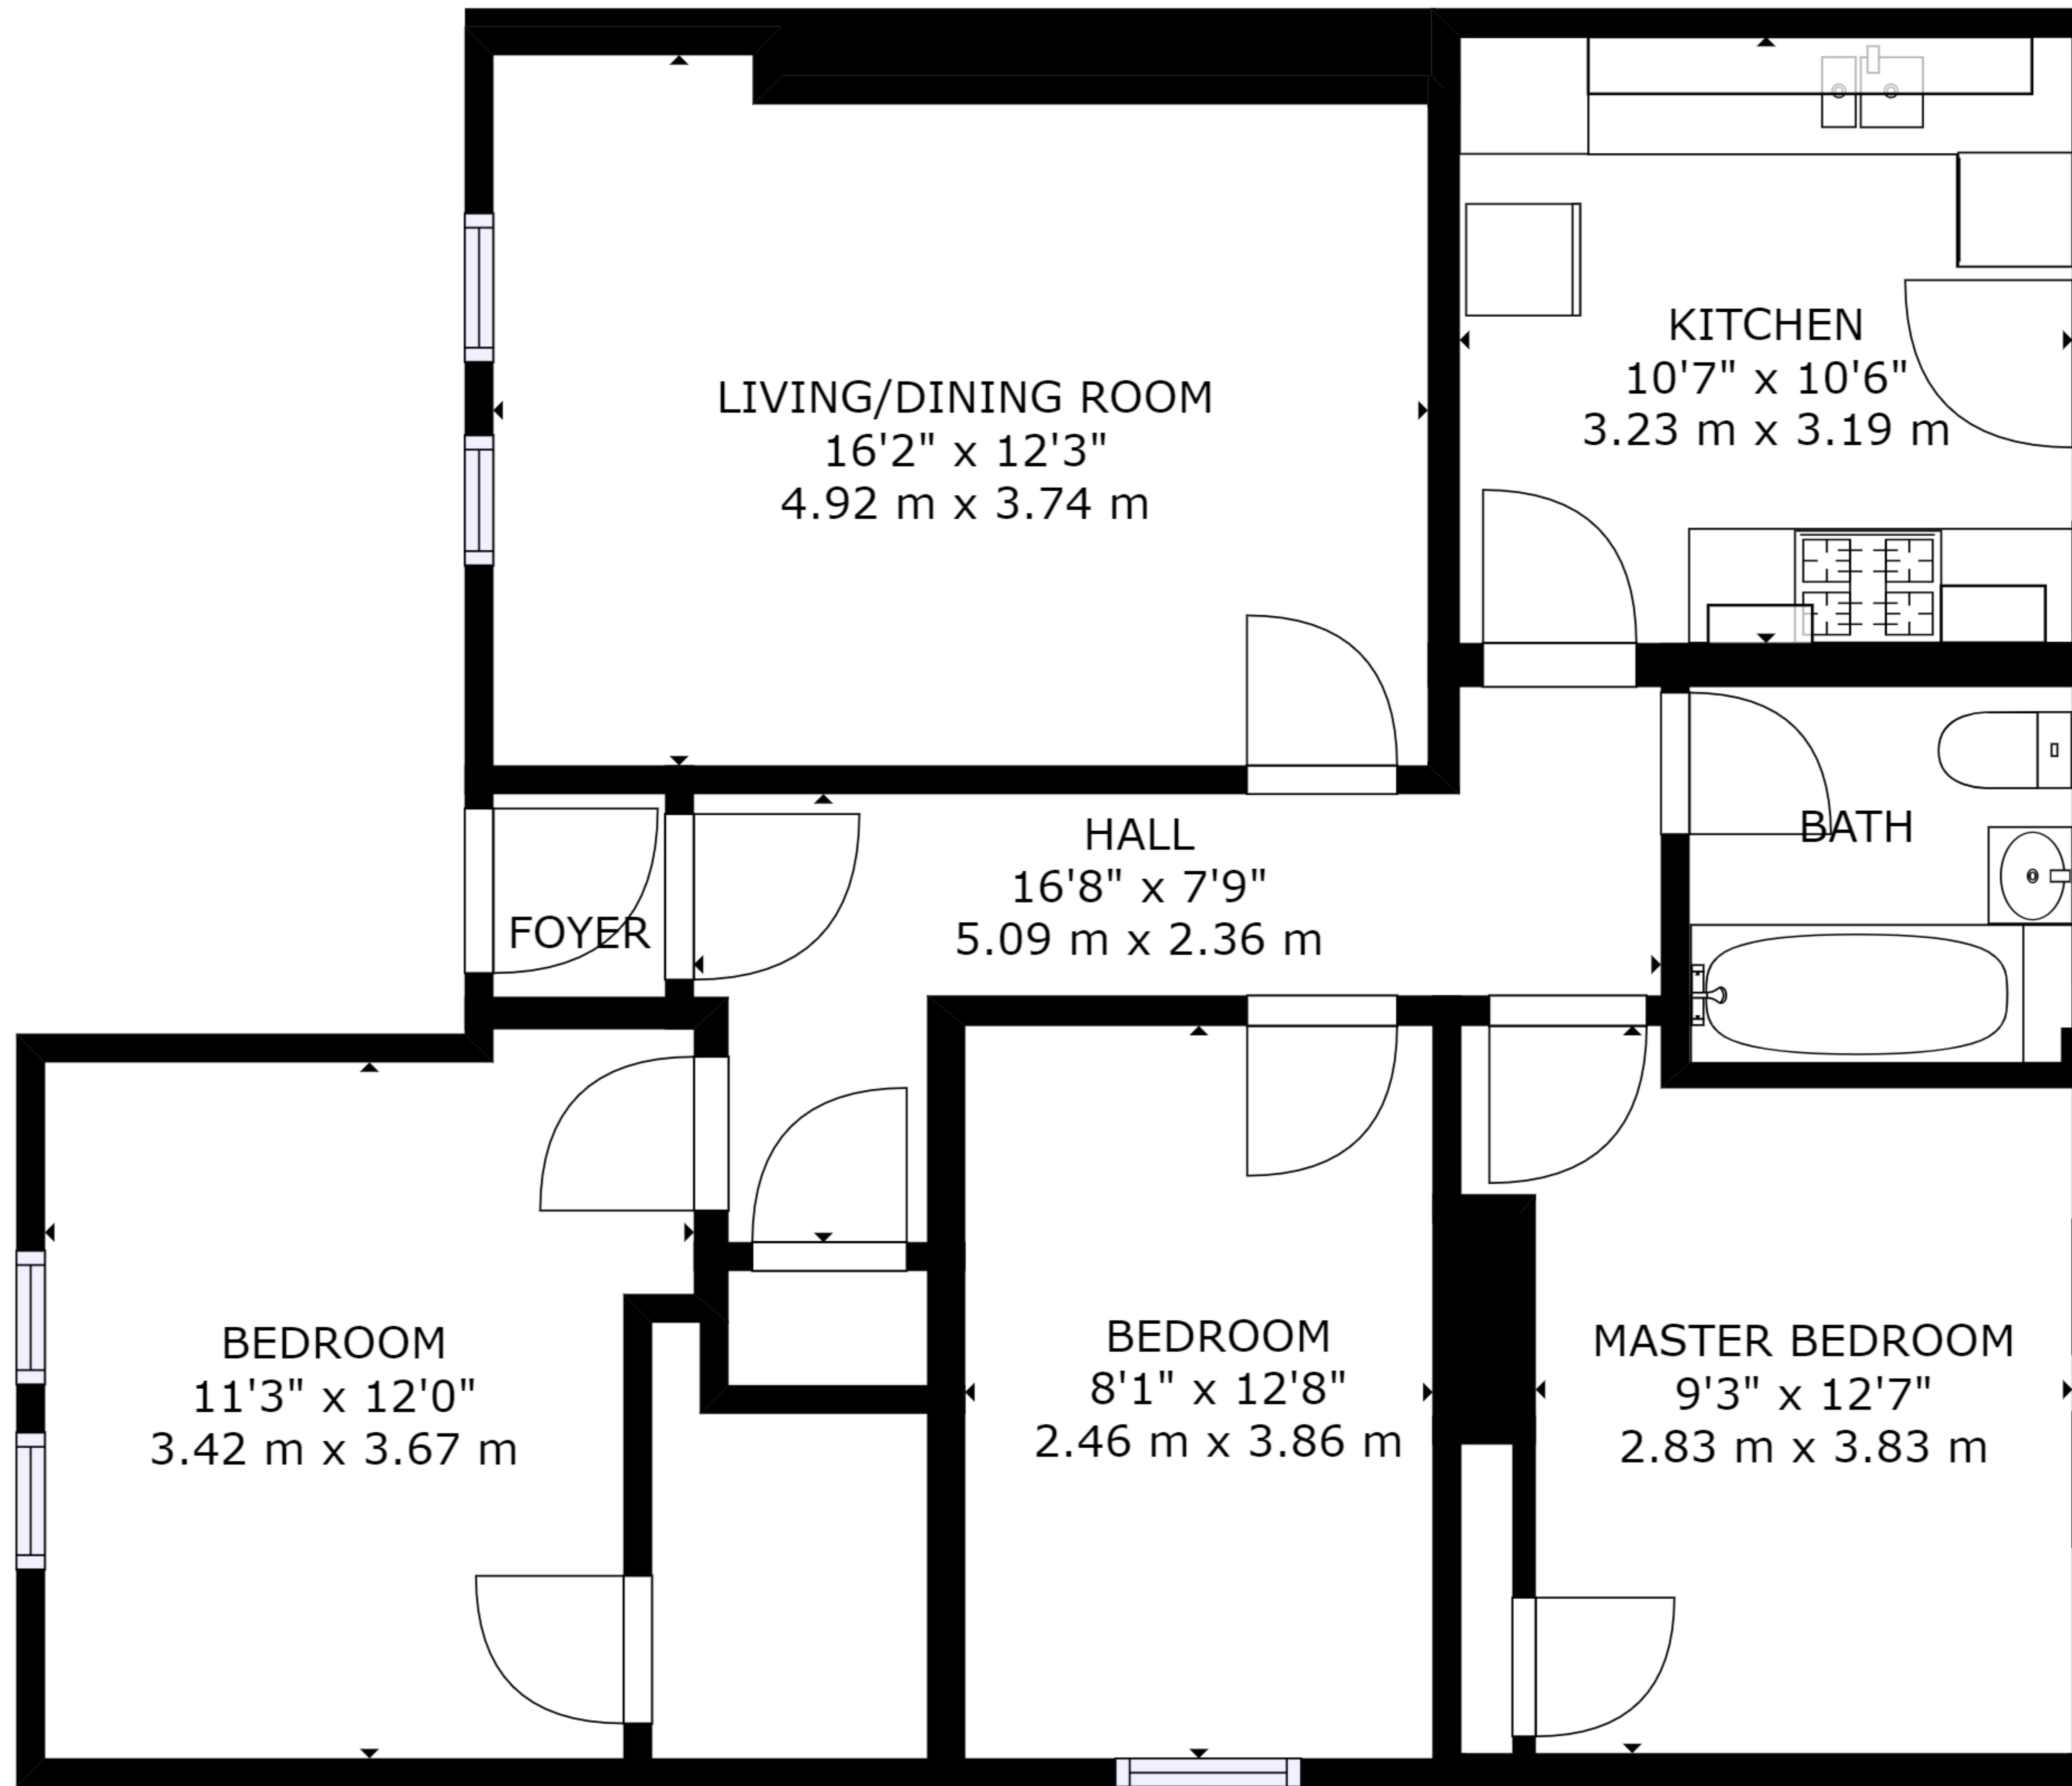 LIVING/DINING ROOM
16'2" x 12'3"
4.92 m x 3.74 m
KITCHEN
10'7" x 10'6"
3.23 m x 3.19 m
FOYER
HALL
16'8" x 7'9"
5.09 m x 2.36 m
BATH
BEDROOM
11'3" x 12'0"
3.42 m x 3.67 m
BEDROOM
8'1" x 12'8"
2.46 m x 3.86 m
MASTER BEDROOM
9'3" x 12'7"
2.83 m x 3.83 m